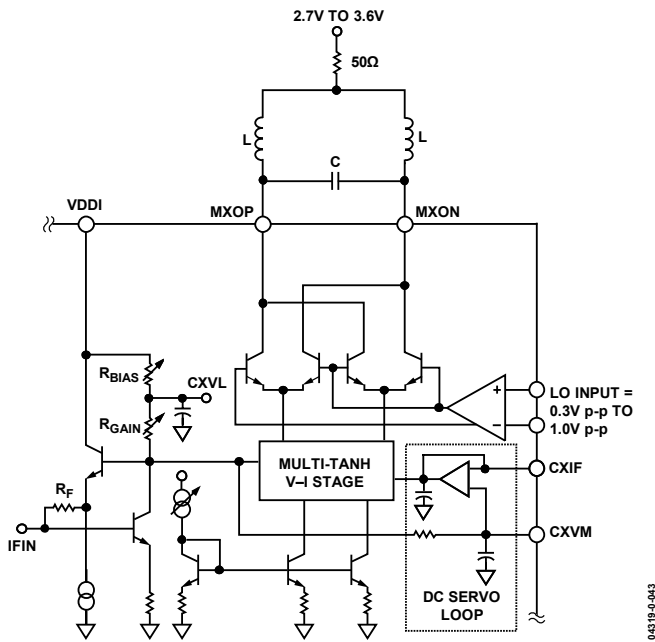 2.7V TO 3.6V
50Ω
L
L
C
VDDI
MXOP
MXON
RBIAS
CXVL
RGAIN
+
–
LO INPUT =
0.3V p-p TO
1.0V p-p
MULTI-TANH
V–I STAGE
CXIF
RF
IFIN
CXVM
DC SERVO
LOOP
04319-0-043